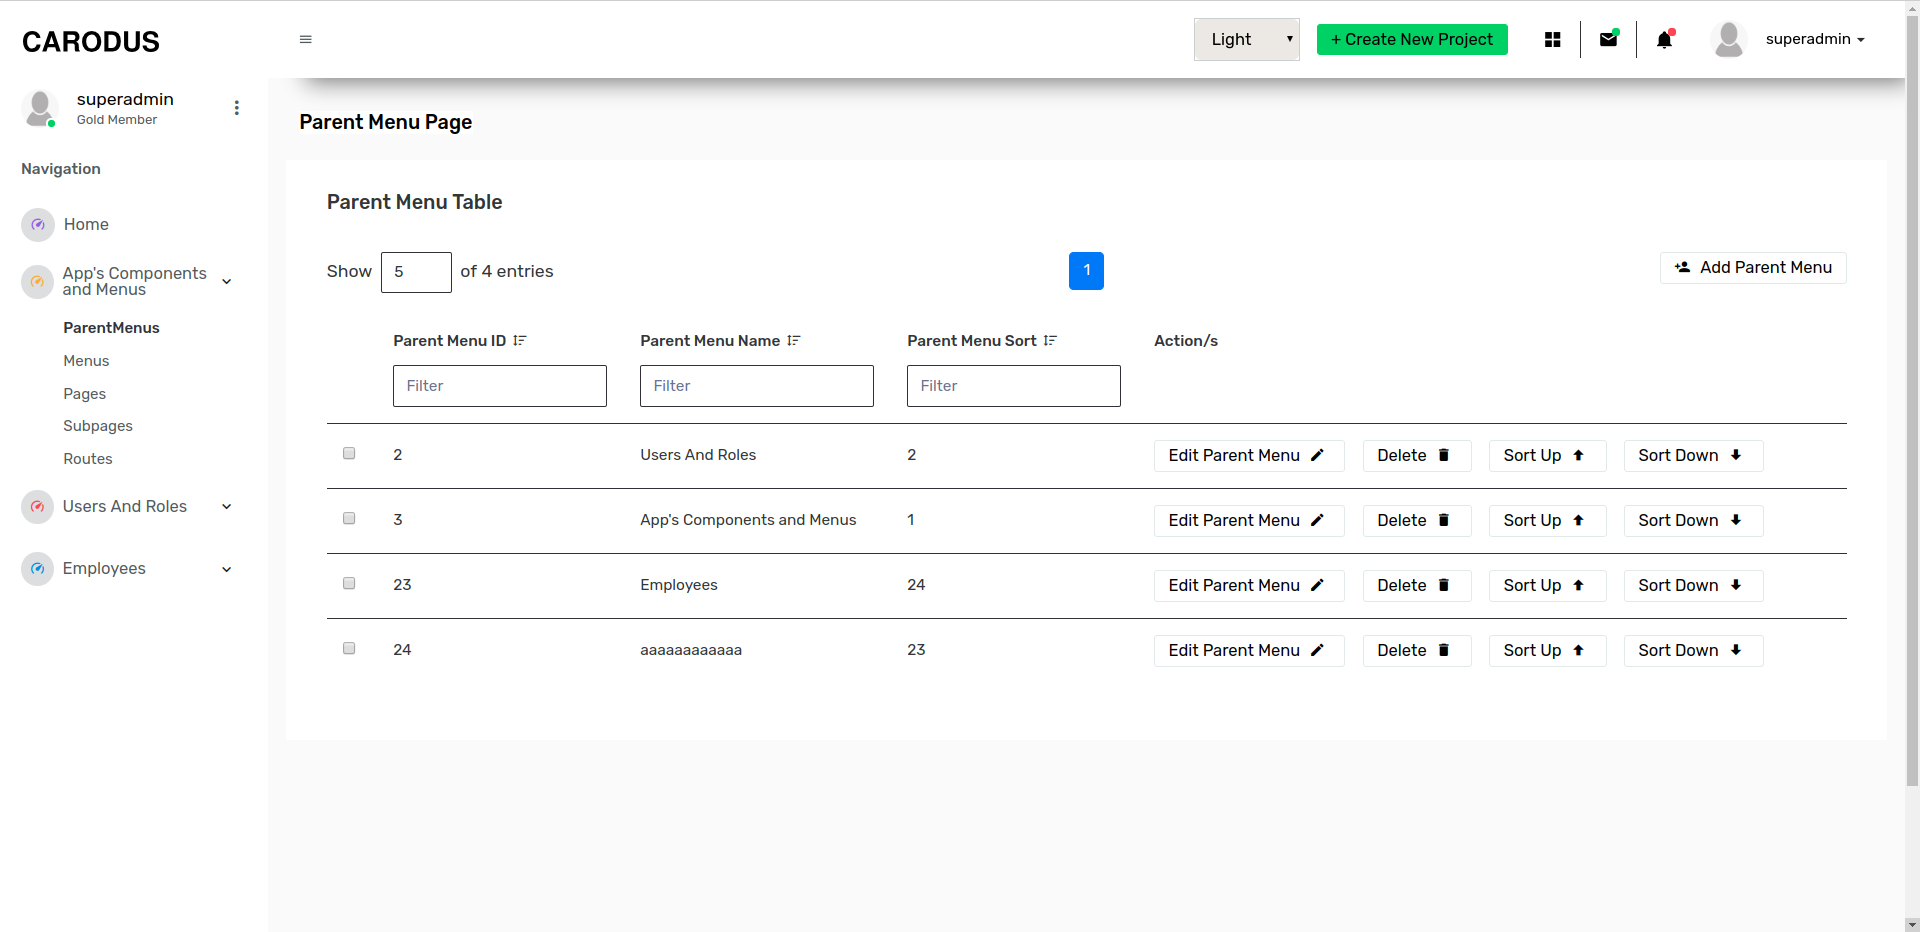 CARODUS
Light
+ Create New Project
superadmin
superadmin
Gold Member
Navigation
Home
App's Components
and Menus
ParentMenus
Menus
Pages
Subpages
Routes
Users And Roles
Employees
Parent Menu Page
Parent Menu Table
Show 5 of 4 entries
1
Add Parent Menu
Parent Menu ID Parent Menu Name Parent Menu Sort Action/s
Filter Filter Filter
2 Users And Roles 2 Edit Parent Menu Delete Sort Up Sort Down
3 App's Components and Menus 1 Edit Parent Menu Delete Sort Up Sort Down
23 Employees 24 Edit Parent Menu Delete Sort Up Sort Down
24 aaaaaaaaaaaa 23 Edit Parent Menu Delete Sort Up Sort Down